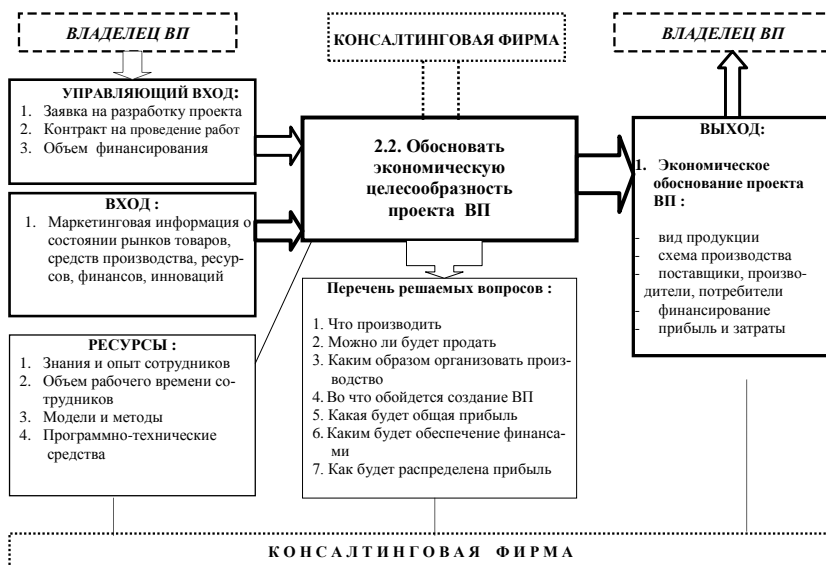 ВЛАДЕЛЕЦ ВП
КОНСАЛТИНГОВАЯ ФИРМА
ВЛАДЕЛЕЦ ВП
УПРАВЛЯЮЩИЙ ВХОД:
1. Заявка на разработку проекта
2. Контракт на проведение работ
3. Объем финансирования
ВХОД :
1. Маркетинговая информация о
состоянии рынков товаров,
средств производства, ресур-
сов, финансов, инноваций
РЕСУРСЫ :
1. Знания и опыт сотрудников
2. Объем рабочего времени со-
трудников
3. Модели и методы
4. Программно-технические
средства
2.2. Обосновать
экономическую
целесообразность
проекта ВП
Перечень решаемых вопросов :
1. Что производить
2. Можно ли будет продать
3. Каким образом организовать произ-
водство
4. Во что обойдется создание ВП
5. Какая будет общая прибыль
6. Каким будет обеспечение финанса-
ми
7. Как будет распределена прибыль
ВЫХОД:
1. Экономическое
обоснование проекта
ВП :
- вид продукции
- схема производства
- поставщики, произво-
дители, потребители
- финансирование
- прибыль и затраты
КОНСАЛТИНГОВАЯ ФИРМА